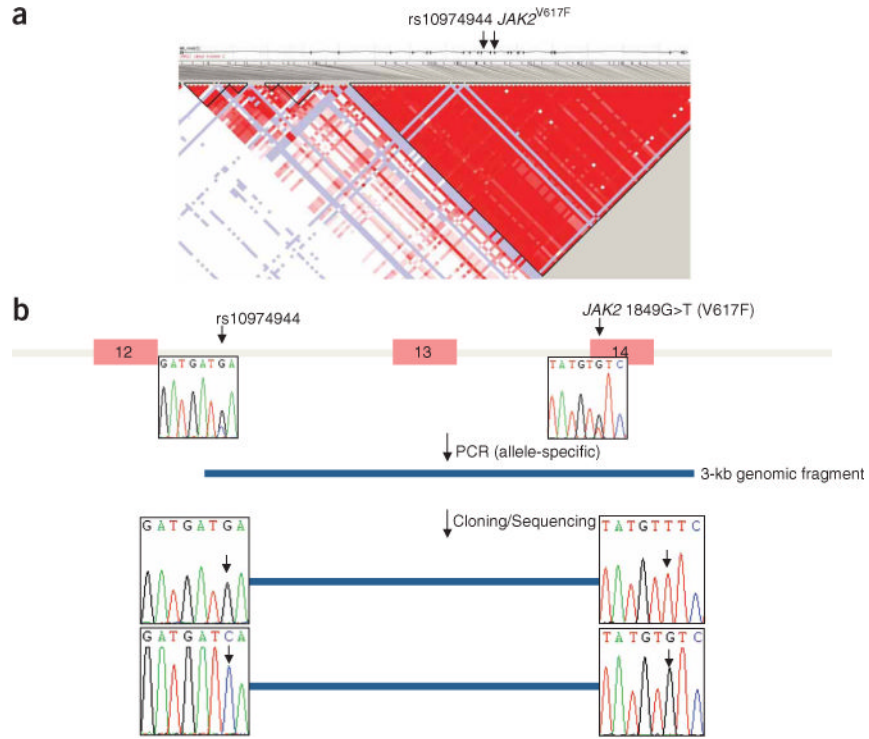 a
rs10974944 JAK2V617F
b
rs10974944
JAK2 1849G>T (V617F)
12
13
14
GATGATGA
TATGTGTC
PCR (allele-specific)
3-kb genomic fragment
Cloning/Sequencing
GATGATGA
TATGTTTC
GATGATCA
TATGTGTC